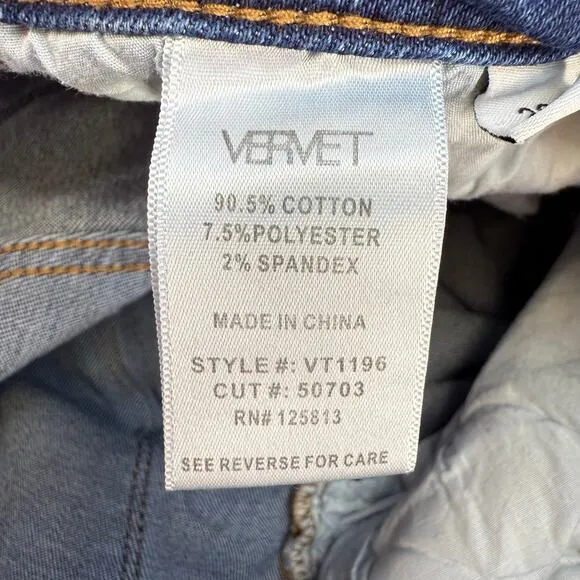 VERVET
90.5% COTTON
7.5%POLYESTER
2% SPANDEX
MADE IN CHINA
STYLE #: VT1196
CUT #: 50703
RN# 125813
SEE REVERSE FOR CARE